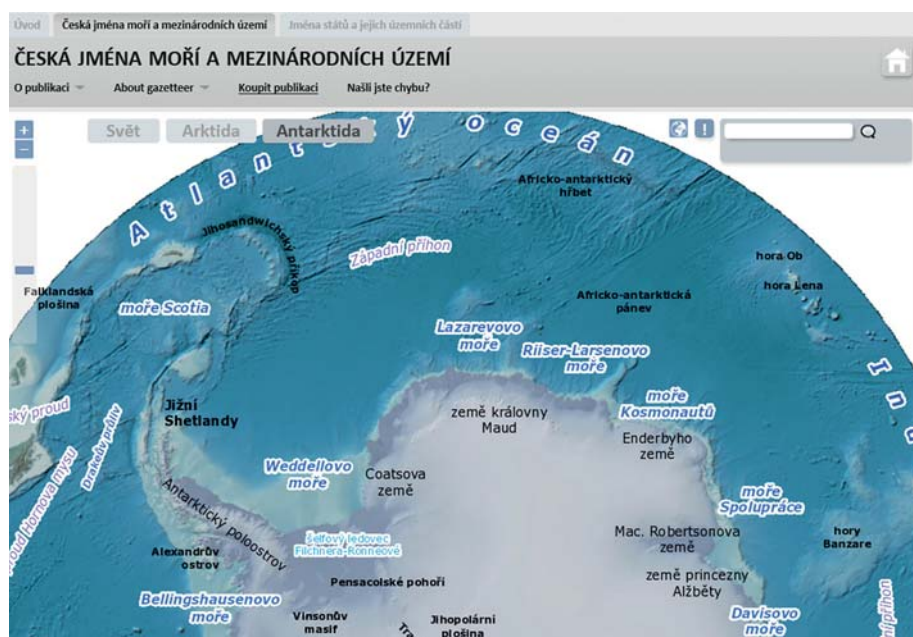 Úvod
Česká jména moří a mezinárodních území
Jména států a jejich územních částí
ČESKÁ JMÉNA MOŘÍ A MEZINÁRODNÍCH ÚZEMÍ
O publikaci
About gazetteer
Koupit publikaci
Našli jste chybu?
Svět
Arktida
Antarktida
Atlantský oceán
Africko-antarktický
hřbet
Jihosandwichský příkop
Západní příhon
hora Ob
hora Lena
Falklandská
plošina
moře Scotia
Africko-antarktická
pánev
Lazarevovo
moře
Riiser-Larsenovo
moře
moře
Kosmonautů
ský proud
Jižní
Shetlandy
země královny
Maud
Enderbyho
země
Drakeův průliv
proud Hornova mysu
Weddellovo
moře
Coatsova
země
moře
Spolupráce
Antarktický poloostrov
šelfový ledovec
Filchnera-Ronneové
Mac. Robertsonova
země
hory
Banzare
Alexandrův
ostrov
Pensacolské pohoří
země princezny
Alžběty
Bellingshausenovo
moře
Vinsonův
masif
Jihopolární
plošina
Davisovo
moře
ní příhon